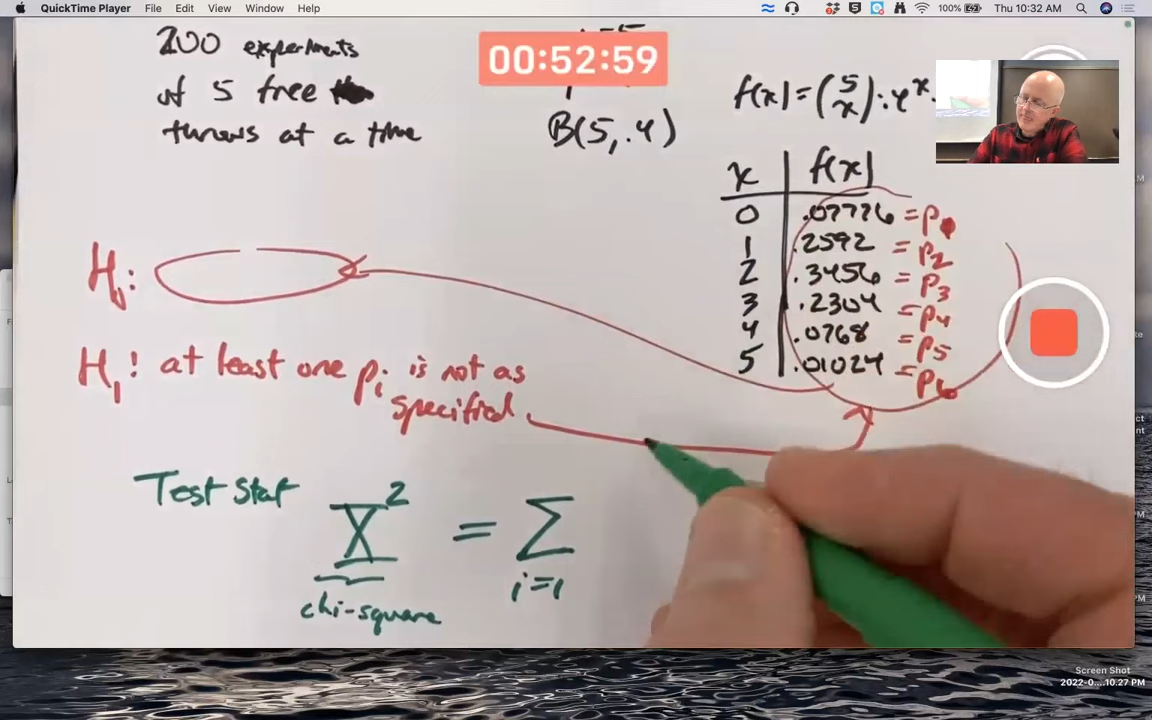 QuickTime Player File Edit View Window Help
100% Thu 10:32 AM
00:52:59
200 experiments
of 5 free
throws at a time
B(5, .4)
f(x) = (5 x) .4^x .
x f(x)
0 .07776 = p1
1 .2592 = p2
2 .3456 = p3
3 .2304 = p4
4 .0768 = p5
5 .01024 = p6
H0:
H1: at least one pi is not as
specified
Test Stat X² = Σ
i=1
chi-square
Screen Shot
2022-0....10.27 PM